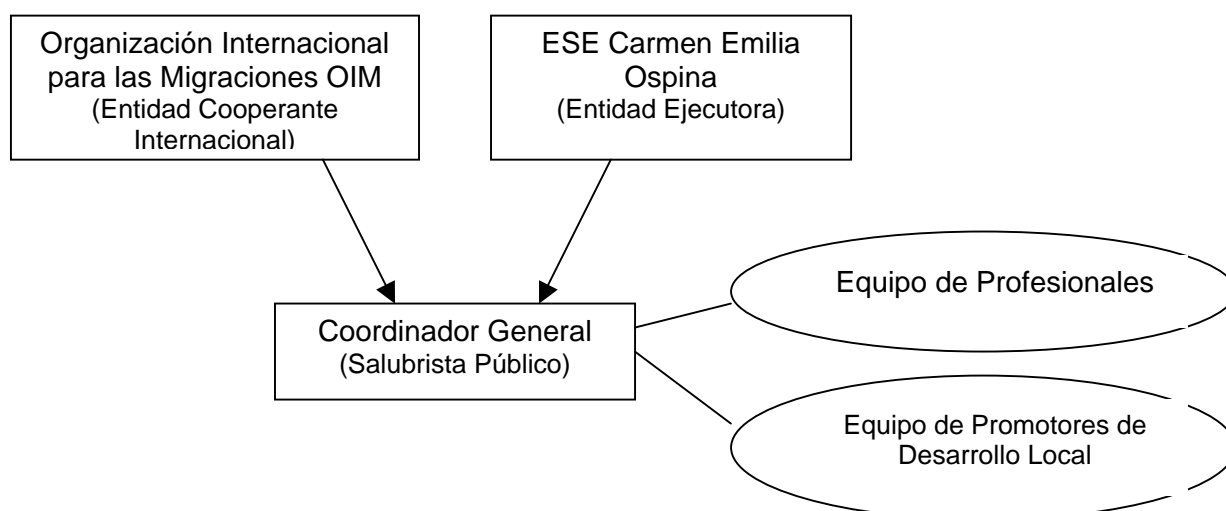 Organización Internacional
para las Migraciones OIM
(Entidad Cooperante
Internacional)
ESE Carmen Emilia
Ospina
(Entidad Ejecutora)
Equipo de Profesionales
Coordinador General
(Salubrista Público)
Equipo de Promotores de
Desarrollo Local